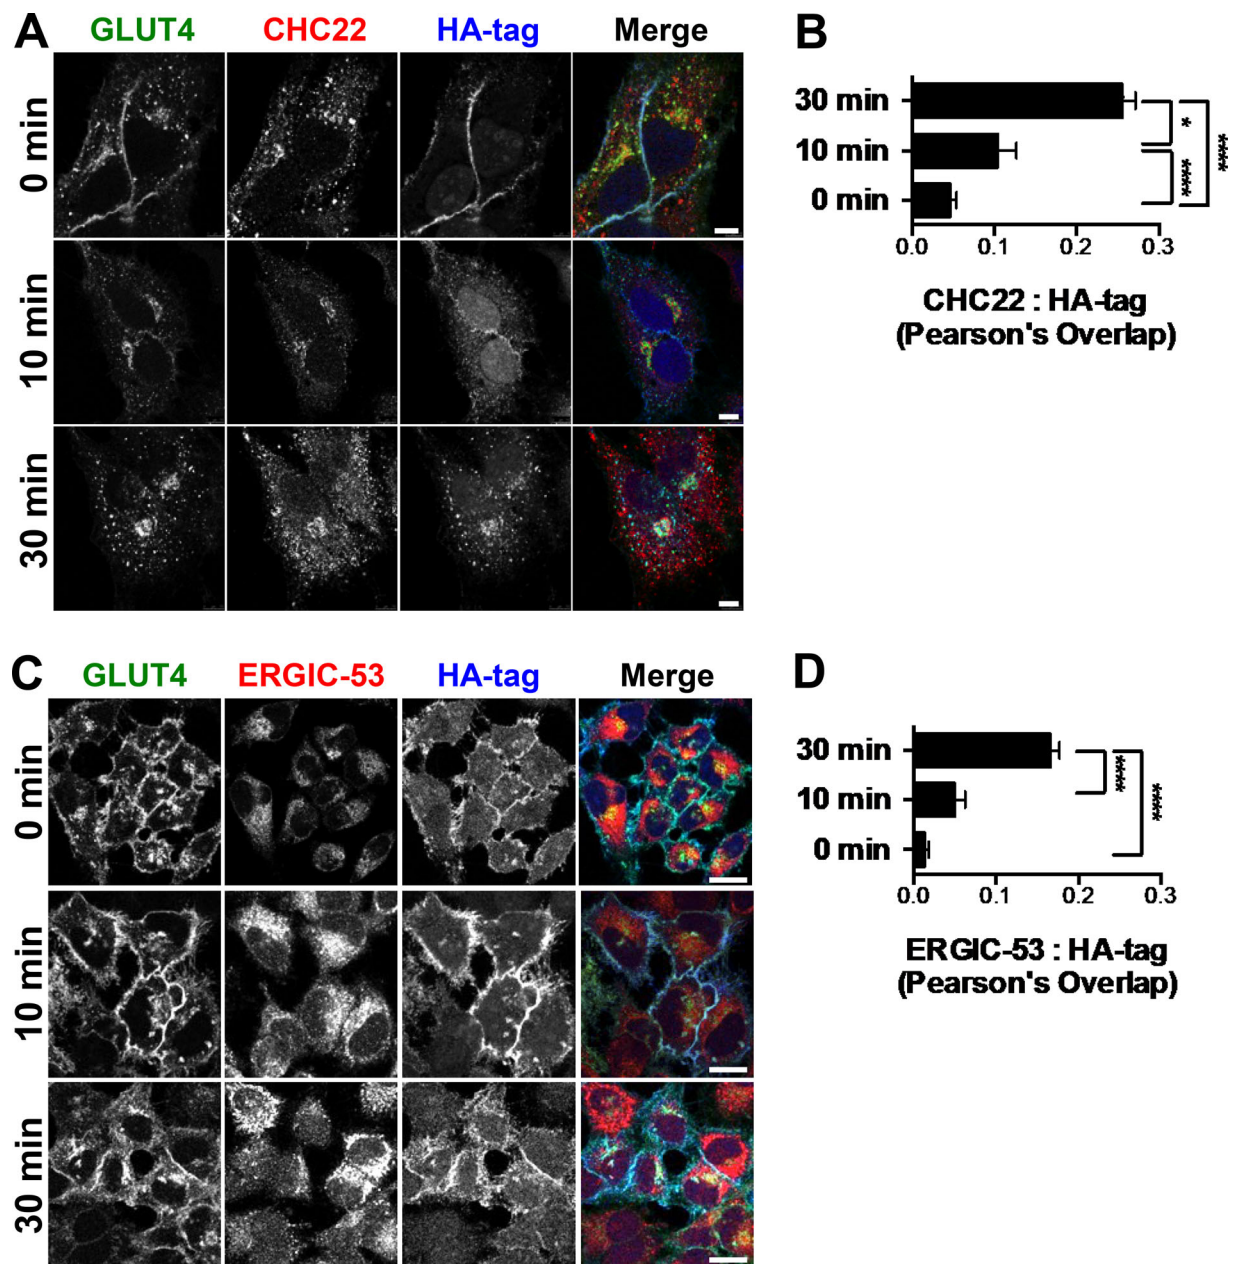 A
GLUT4 CHC22 HA-tag Merge
0 min
10 min
30 min
B
30 min
10 min
0 min
*
****
****
0.0 0.1 0.2 0.3
CHC22 : HA-tag
(Pearson's Overlap)
C
GLUT4 ERGIC-53 HA-tag Merge
0 min
10 min
30 min
D
30 min
10 min
0 min
****
****
0.0 0.1 0.2 0.3
ERGIC-53 : HA-tag
(Pearson's Overlap)